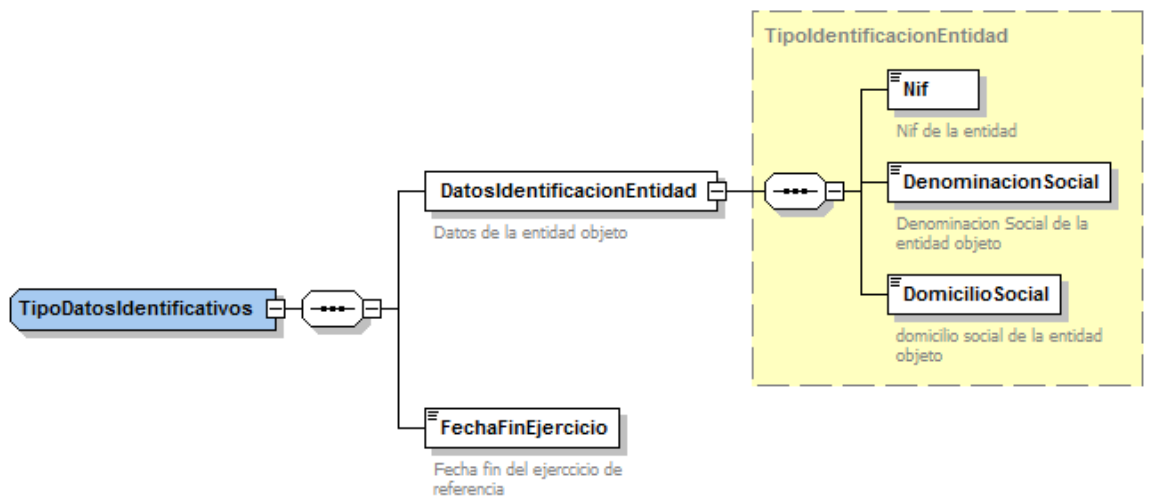 TipoIdentificacionEntidad
Nif
Nif de la entidad
DatosIdentificacionEntidad
Datos de la entidad objeto
DenominacionSocial
Denominacion Social de la
entidad objeto
TipoDatosIdentificativos
DomicilioSocial
domicilio social de la entidad
objeto
FechaFinEjercicio
Fecha fin del ejerccicio de
referencia